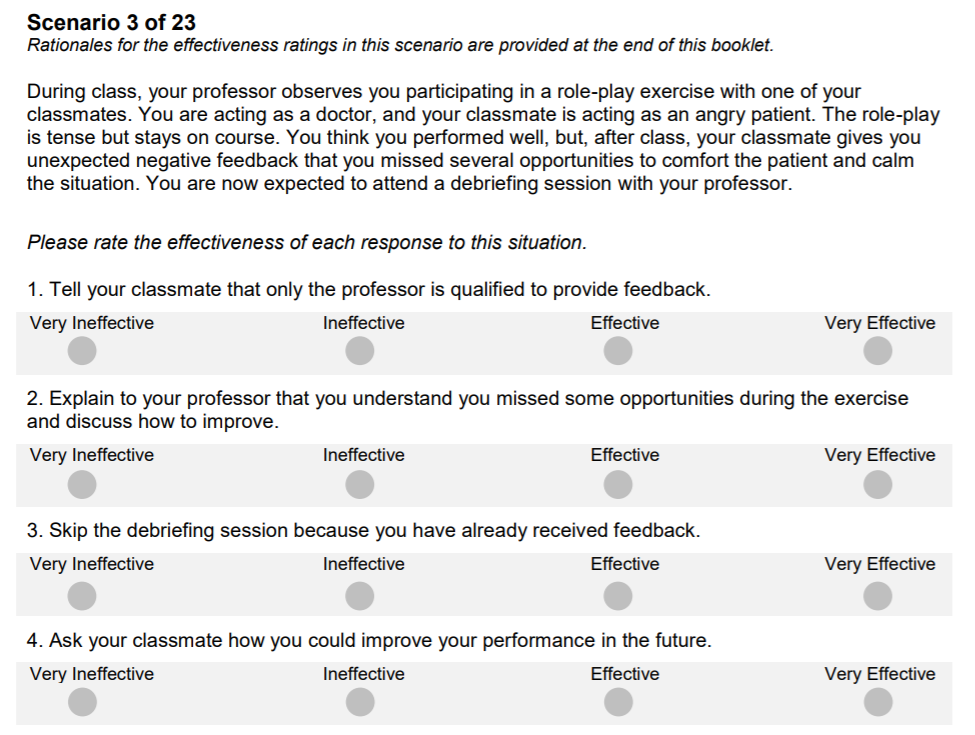 Scenario 3 of 23
Rationales for the effectiveness ratings in this scenario are provided at the end of this booklet.
During class, your professor observes you participating in a role-play exercise with one of your
classmates. You are acting as a doctor, and your classmate is acting as an angry patient. The role-play
is tense but stays on course. You think you performed well, but, after class, your classmate gives you
unexpected negative feedback that you missed several opportunities to comfort the patient and calm
the situation. You are now expected to attend a debriefing session with your professor.
Please rate the effectiveness of each response to this situation.
1. Tell your classmate that only the professor is qualified to provide feedback.
Very Ineffective Ineffective Effective Very Effective
2. Explain to your professor that you understand you missed some opportunities during the exercise
and discuss how to improve.
Very Ineffective Ineffective Effective Very Effective
3. Skip the debriefing session because you have already received feedback.
Very Ineffective Ineffective Effective Very Effective
4. Ask your classmate how you could improve your performance in the future.
Very Ineffective Ineffective Effective Very Effective